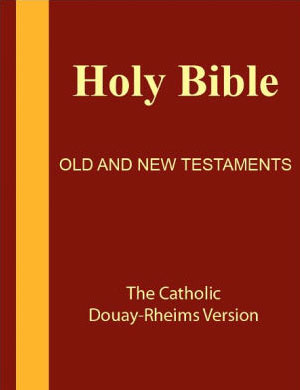 Holy Bible
OLD AND NEW TESTAMENTS
The Catholic
Douay-Rheims Version